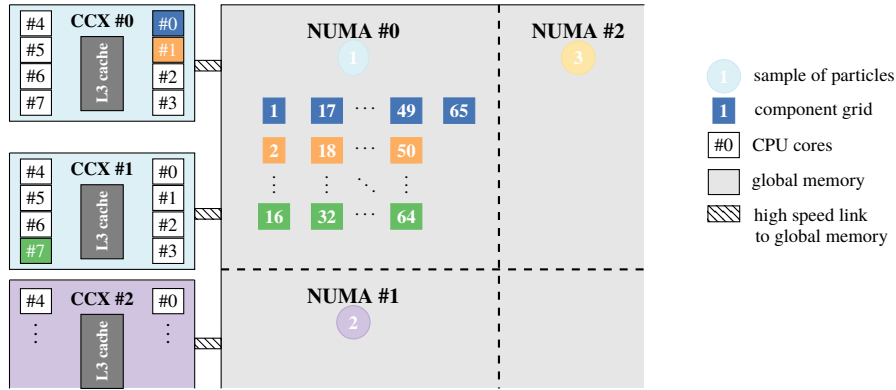 CCX #0
#4 #0
#5 #1
#6 #2
#7 #3
L3 cache
CCX #1
#4 #0
#5 #1
#6 #2
#7 #3
L3 cache
CCX #2
#4 #0
⋮ ⋮
L3 cache
NUMA #0
1
1 17 ⋯ 49 65
2 18 ⋯ 50
⋮ ⋮ ⋱ ⋮
16 32 ⋯ 64
NUMA #2
3
NUMA #1
2
1 sample of particles
1 component grid
#0 CPU cores
global memory
high speed link
to global memory